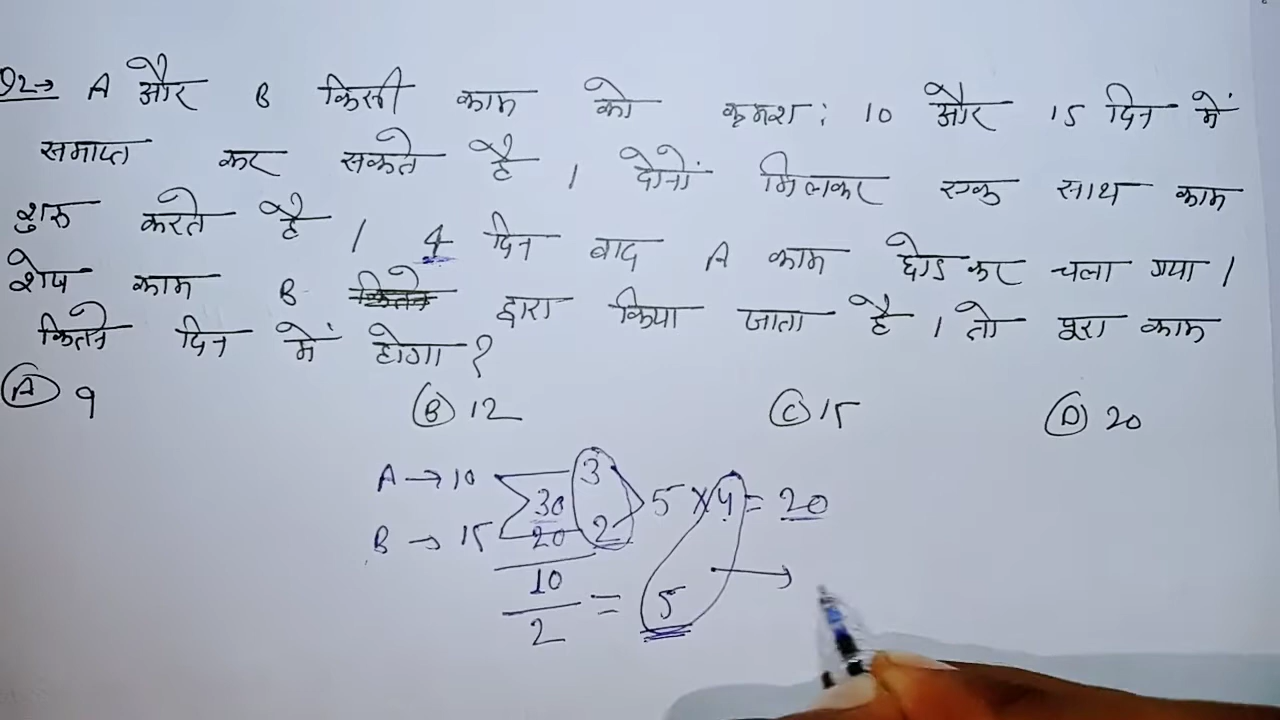 Q2→ A और B किसी काम को क्रमश: 10 और 15 दिन में
समाप्त कर सकते है । दोनों मिलकर एक साथ काम
शुरू करते है । 4 दिन बाद A काम छोड कर चला गया ।
शेष काम B द्वारा किया जाता है । तो पूरा काम
कितने दिन में होगा ?
(A) 9 (B) 12 (C) 15 (D) 20
A → 10 30 3 5 × 4 = 20
B → 15 20 2
10
2 = 5 →